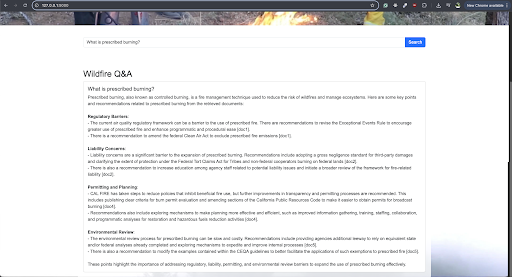 127.0.0.1:5000
New Chrome available
What is prescribed burning?
Search
Wildfire Q&A
What is prescribed burning?
Prescribed burning, also known as controlled burning, is a fire management technique used to reduce the risk of wildfires and manage ecosystems. Here are some key points
and recommendations related to prescribed burning from the retrieved documents:
Regulatory Barriers:
- The current air quality regulatory framework can be a barrier to the use of prescribed fire. There are recommendations to revise the Exceptional Events Rule to encourage
greater use of prescribed fire and enhance programmatic and procedural ease [doc1].
- There is a recommendation to amend the federal Clean Air Act to exclude prescribed fire emissions [doc1].
Liability Concerns:
- Liability concerns are a significant barrier to the expansion of prescribed burning. Recommendations include adopting a gross negligence standard for third-party damages
and clarifying the extent of protection under the Federal Tort Claims Act for Tribes and non-federal cooperators burning on federal lands [doc2].
- There is also a recommendation to increase education among agency staff related to potential liability issues and initiate a broader review of the framework for fire-related
liability [doc2].
Permitting and Planning:
- CAL FIRE has taken steps to reduce policies that inhibit beneficial fire use, but further improvements in transparency and permitting processes are recommended. This
includes publishing clear criteria for burn permit evaluation and amending sections of the California Public Resources Code to make it easier to obtain permits for broadcast
burning [doc4].
- Recommendations also include exploring mechanisms to make planning more effective and efficient, such as improved information gathering, training, staffing, collaboration,
and programmatic analyses for restoration and hazardous fuels reduction activities [doc4].
Environmental Review:
- The environmental review process for prescribed burning can be slow and costly. Recommendations include providing agencies additional leeway to rely on equivalent state
and/or federal analyses already completed and exploring mechanisms to expedite and improve internal processes [doc5].
- There is also a recommendation to modify the exemptions contained within the CEQA guidelines to better facilitate the applications of such exemptions to prescribed fire [doc3].
These points highlight the importance of addressing regulatory, liability, permitting, and environmental review barriers to expand the use of prescribed burning effectively.